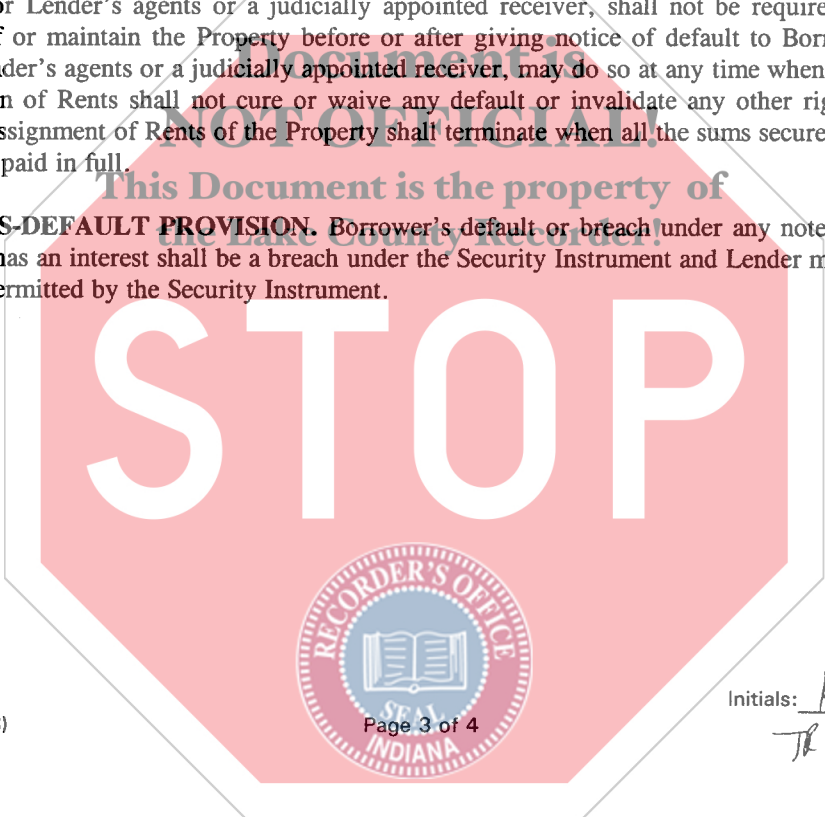 or Lender's agents or a judicially appointed receiver, shall not be require
f or maintain the Property before or after giving notice of default to Bor
der's agents or a judicially appointed receiver, may do so at any time when
n of Rents shall not cure or waive any default or invalidate any other rig
ssignment of Rents of the Property shall terminate when all the sums secure
paid in full.
S-DEFAULT PROVISION. Borrower's default or breach under any note
has an interest shall be a breach under the Security Instrument and Lender m
ermitted by the Security Instrument.
Document is
NOT OFFICIAL!
This Document is the property of
the Lake County Recorder!
STOP
RECORDER'S OFFICE
SEAL
INDIANA
Initials:
)
Page 3 of 4